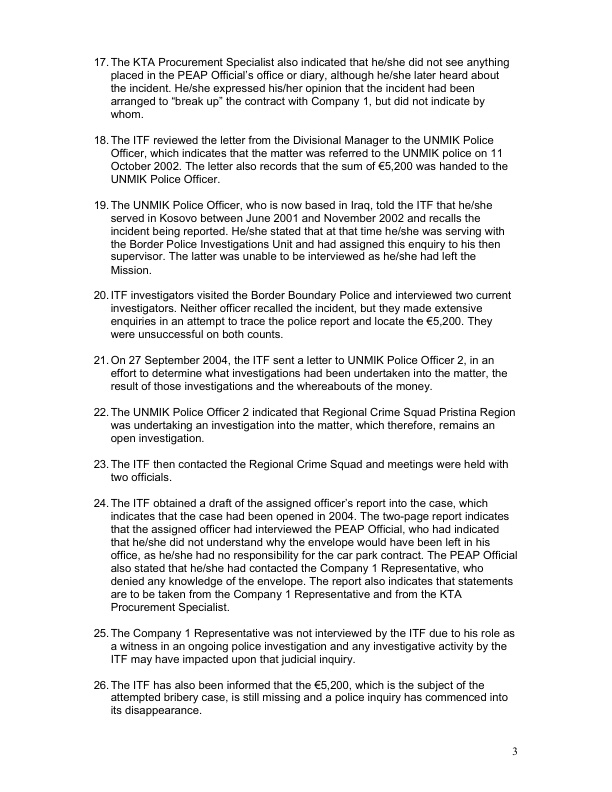 17. The KTA Procurement Specialist also indicated that he/she did not see anything
placed in the PEAP Official's office or diary, although he/she later heard about
the incident. He/she expressed his/her opinion that the incident had been
arranged to “break up” the contract with Company 1, but did not indicate by
whom.
18. The ITF reviewed the letter from the Divisional Manager to the UNMIK Police
Officer, which indicates that the matter was referred to the UNMIK police on 11
October 2002. The letter also records that the sum of €5,200 was handed to the
UNMIK Police Officer.
19. The UNMIK Police Officer, who is now based in Iraq, told the ITF that he/she
served in Kosovo between June 2001 and November 2002 and recalls the
incident being reported. He/she stated that at that time he/she was serving with
the Border Police Investigations Unit and had assigned this enquiry to his then
supervisor. The latter was unable to be interviewed as he/she had left the
Mission.
20. ITF investigators visited the Border Boundary Police and interviewed two current
investigators. Neither officer recalled the incident, but they made extensive
enquiries in an attempt to trace the police report and locate the €5,200. They
were unsuccessful on both counts.
21. On 27 September 2004, the ITF sent a letter to UNMIK Police Officer 2, in an
effort to determine what investigations had been undertaken into the matter, the
result of those investigations and the whereabouts of the money.
22. The UNMIK Police Officer 2 indicated that Regional Crime Squad Pristina Region
was undertaking an investigation into the matter, which therefore, remains an
open investigation.
23. The ITF then contacted the Regional Crime Squad and meetings were held with
two officials.
24. The ITF obtained a draft of the assigned officer's report into the case, which
indicates that the case had been opened in 2004. The two-page report indicates
that the assigned officer had interviewed the PEAP Official, who had indicated
that he/she did not understand why the envelope would have been left in his
office, as he/she had no responsibility for the car park contract. The PEAP Official
also stated that he/she had contacted the Company 1 Representative, who
denied any knowledge of the envelope. The report also indicates that statements
are to be taken from the Company 1 Representative and from the KTA
Procurement Specialist.
25. The Company 1 Representative was not interviewed by the ITF due to his role as
a witness in an ongoing police investigation and any investigative activity by the
ITF may have impacted upon that judicial inquiry.
26. The ITF has also been informed that the €5,200, which is the subject of the
attempted bribery case, is still missing and a police inquiry has commenced into
its disappearance.
3